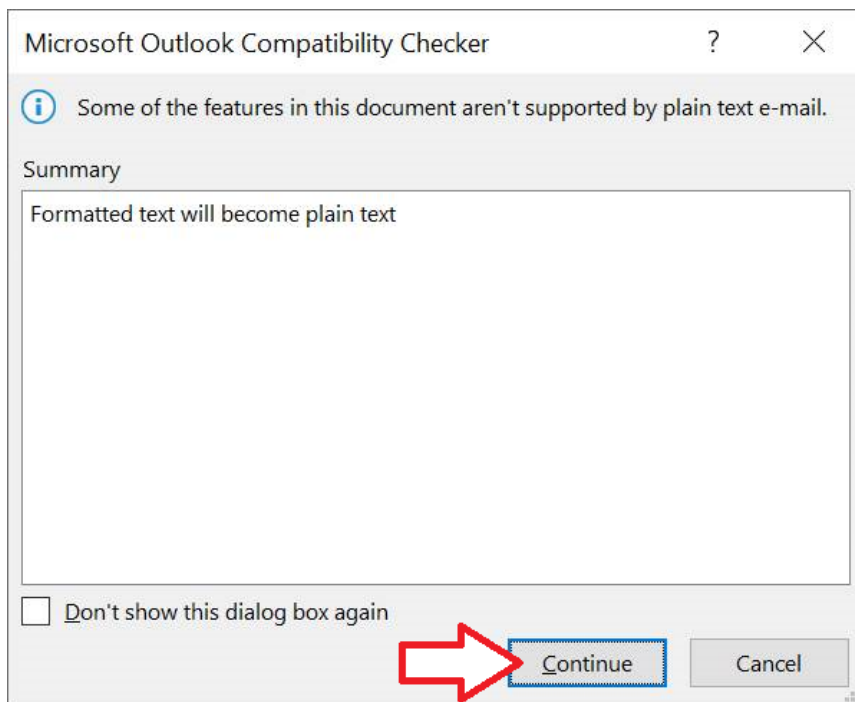 Microsoft Outlook Compatibility Checker
Some of the features in this document aren't supported by plain text e-mail.
Summary
Formatted text will become plain text
Don't show this dialog box again
Continue Cancel